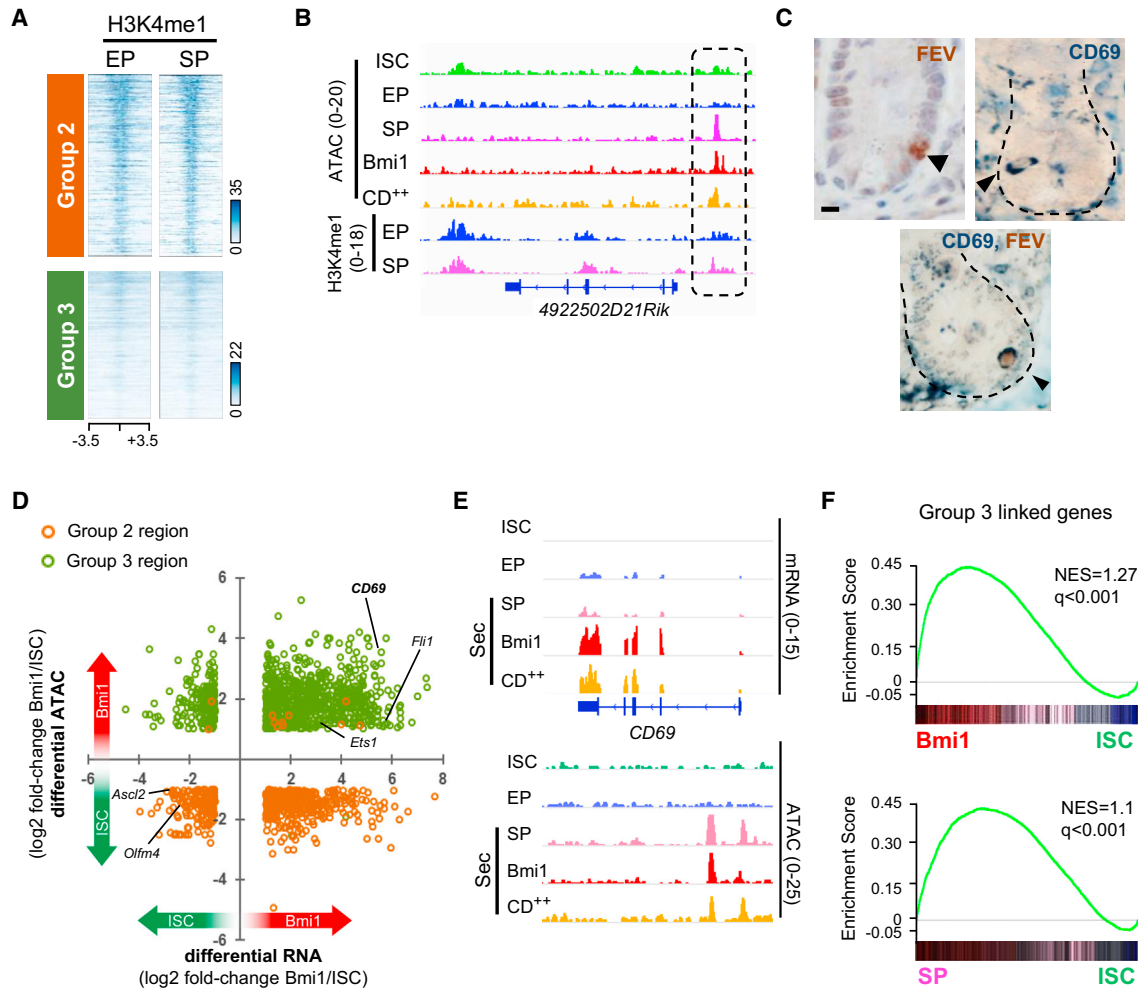 A
H3K4me1
EP SP
Group 2
35
0
Group 3
22
0
-3.5 +3.5
B
ISC
EP
SP
Bmi1
CD++
ATAC (0-20)
EP
SP
H3K4me1
(0-18)
4922502D21Rik
C
FEV
CD69
CD69, FEV
D
Group 2 region
Group 3 region
6
4
2
-2
-4
-6
-6 -4 -2 0 2 4 6 8
CD69
Fli1
Ets1
Ascl2
Olfm4
Bmi1
ISC
differential ATAC
(log2 fold-change Bmi1/ISC)
ISC Bmi1
differential RNA
(log2 fold-change Bmi1/ISC)
E
ISC
EP
SP
Bmi1
CD++
Sec
mRNA (0-15)
CD69
ISC
EP
SP
Bmi1
CD++
Sec
ATAC (0-25)
F
Group 3 linked genes
Enrichment Score
0.45
0.30
0.15
0
-0.05
NES=1.27
q<0.001
Bmi1 ISC
Enrichment Score
0.45
0.30
0.15
0
-0.05
NES=1.1
q<0.001
SP ISC